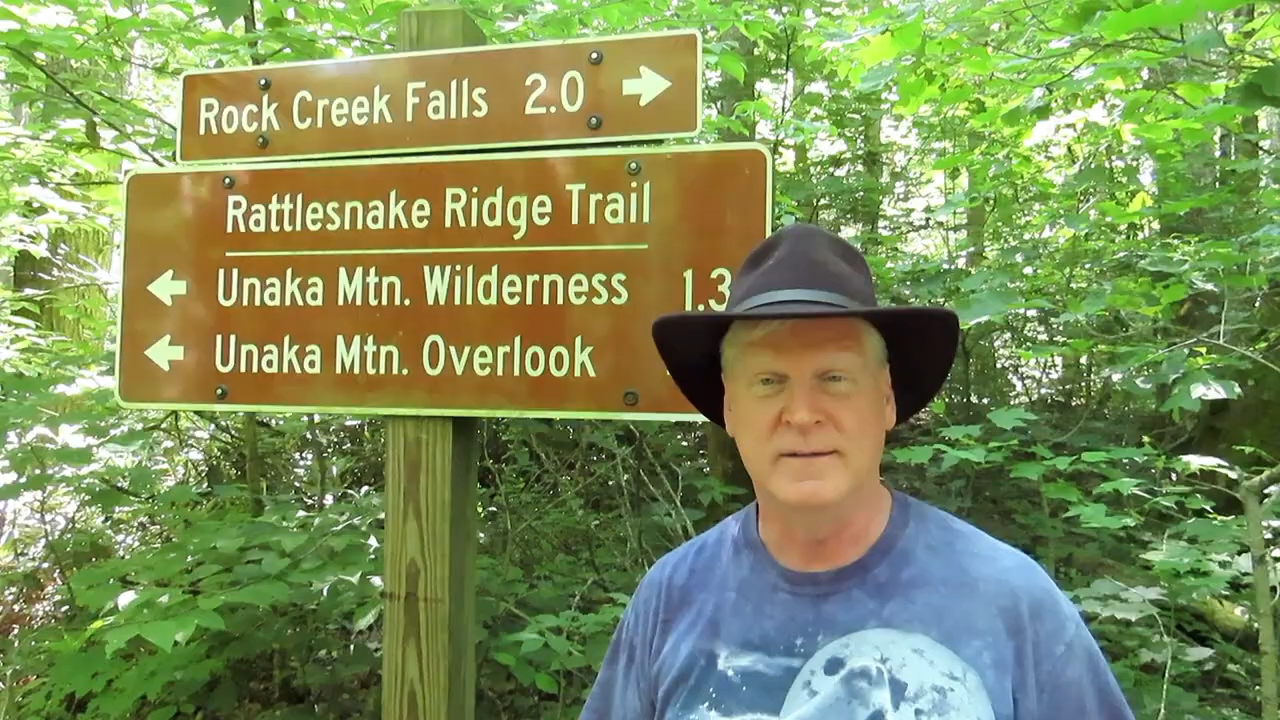 Rock Creek Falls 2.0
Rattlesnake Ridge Trail
Unaka Mtn. Wilderness 1.3
Unaka Mtn. Overlook